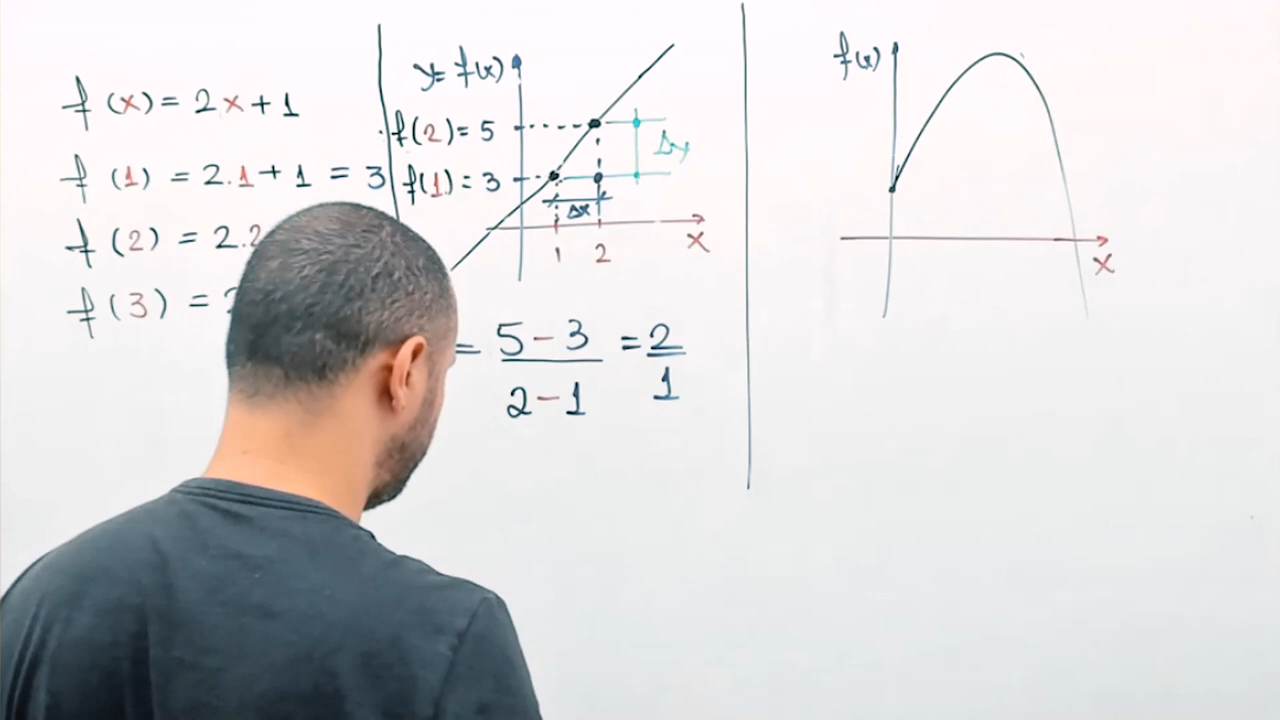 f(x) = 2x + 1
f(1) = 2.1 + 1 = 3
f(2) = 2.2
f(3) =
y = f(x)
f(2) = 5
f(1) = 3
Δy
Δx
1 2
x
= 5 - 3 / 2 - 1 = 2 / 1
f(x)
x